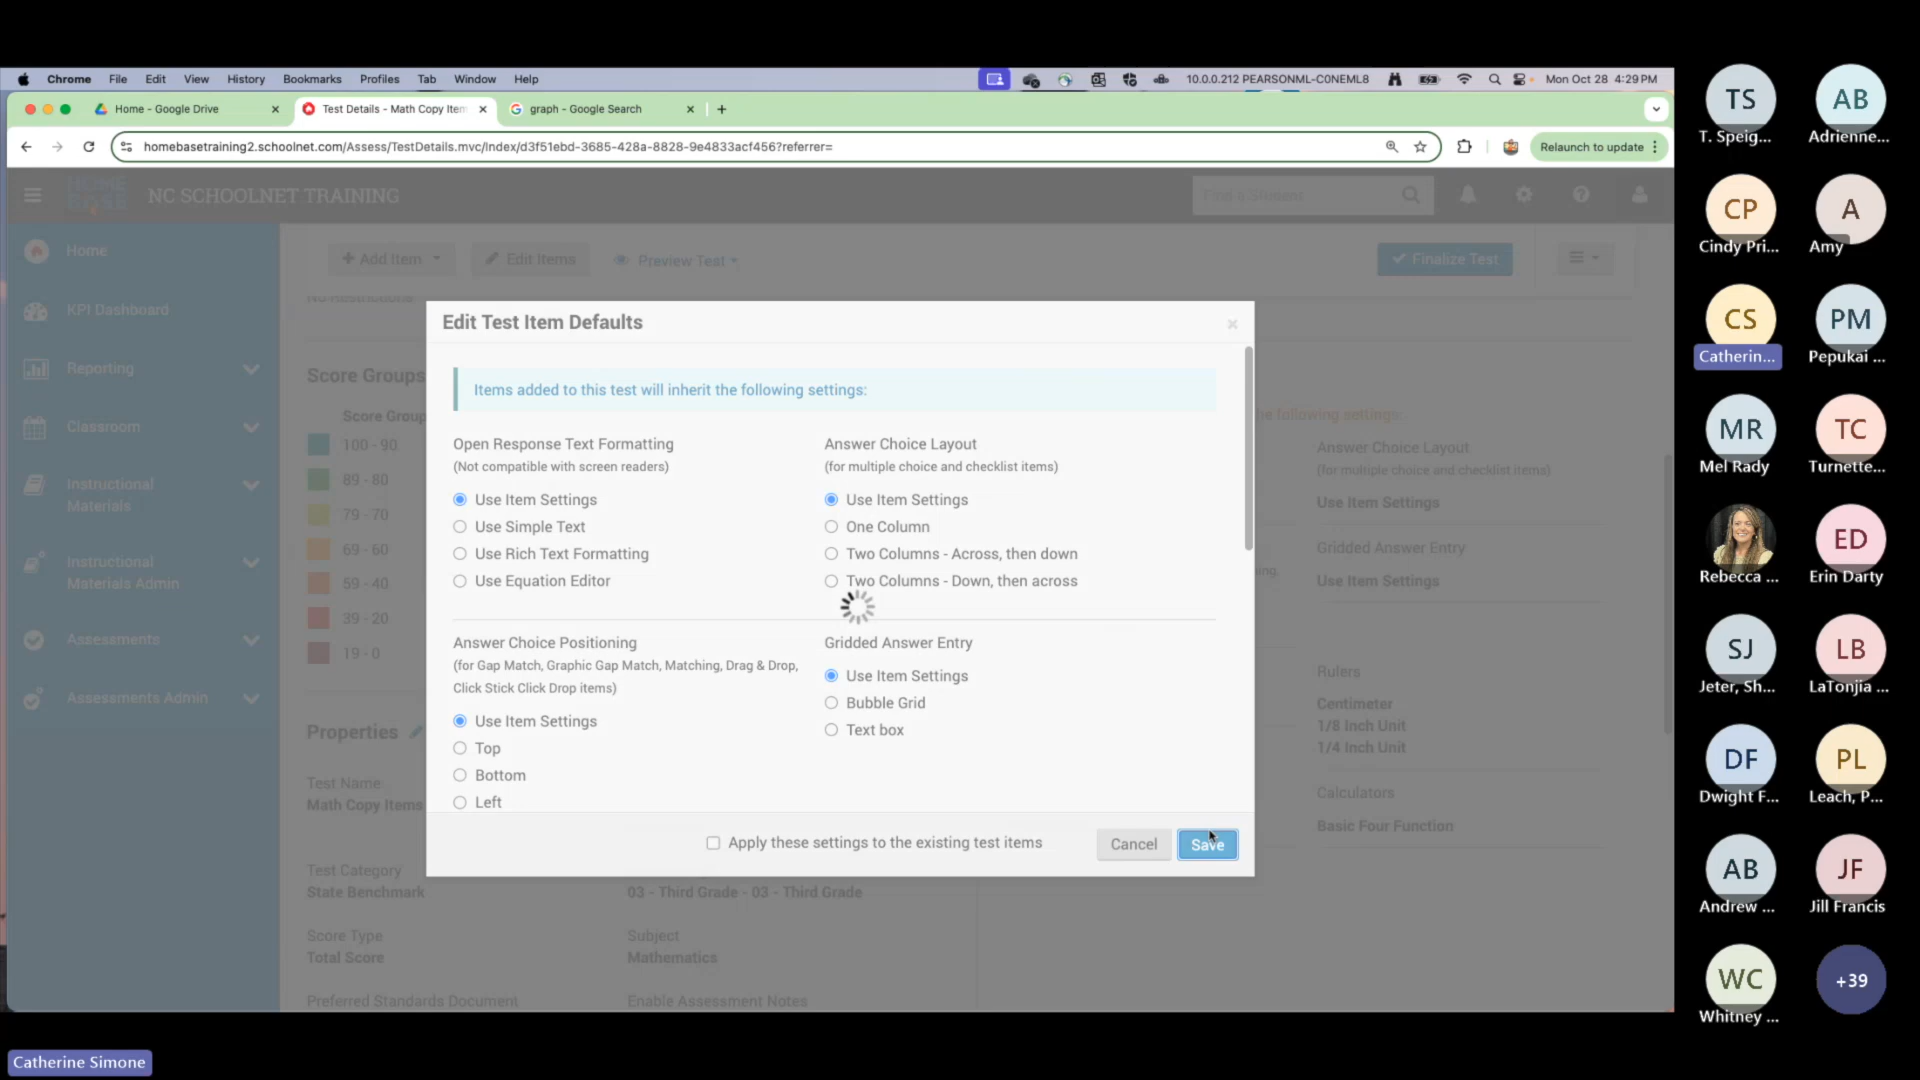 Chrome File Edit View History Bookmarks Profiles Tab Window Help
10.0.0.212 PEARSONML-C0NEML8
Mon Oct 28 4:29 PM
Home - Google Drive
Test Details - Math Copy Item
graph - Google Search
homebasetraining2.schoolnet.com/Assess/TestDetails.mvc/Index/d3f51ebd-3685-428a-8828-9e4833acf456?referrer=
Relaunch to update
HOME BASE
NC SCHOOLNET TRAINING
Find a Student
Home
KPI Dashboard
Reporting
Classroom
Instructional
Materials
Instructional
Materials Admin
Assessments
Assessments Admin
+ Add Item
Edit Items
Preview Test
Finalize Test
No Restrictions
Score Groups
Score Group
100 - 90
89 - 80
79 - 70
69 - 60
59 - 40
39 - 20
19 - 0
Properties
Test Name
Math Copy Items
Test Category
State Benchmark
03 - Third Grade - 03 - Third Grade
Score Type
Total Score
Subject
Mathematics
Preferred Standards Document
Enable Assessment Notes
Edit Test Item Defaults
Items added to this test will inherit the following settings:
Open Response Text Formatting
(Not compatible with screen readers)
Use Item Settings
Use Simple Text
Use Rich Text Formatting
Use Equation Editor
Answer Choice Layout
(for multiple choice and checklist items)
Use Item Settings
One Column
Two Columns - Across, then down
Two Columns - Down, then across
Answer Choice Positioning
(for Gap Match, Graphic Gap Match, Matching, Drag & Drop,
Click Stick Click Drop items)
Use Item Settings
Top
Bottom
Left
Gridded Answer Entry
Use Item Settings
Bubble Grid
Text box
Apply these settings to the existing test items
Cancel
Save
he following settings:
Answer Choice Layout
(for multiple choice and checklist items)
Use Item Settings
Gridded Answer Entry
ng,
Use Item Settings
Rulers
Centimeter
1/8 Inch Unit
1/4 Inch Unit
Calculators
Basic Four Function
TS
T. Speig...
AB
Adrienne...
CP
Cindy Pri...
A
Amy
CS
Catherin...
PM
Pepukai ...
MR
Mel Rady
TC
Turnette...
Rebecca ...
ED
Erin Darty
SJ
Jeter, Sh...
LB
LaTonjia ...
DF
Dwight F...
PL
Leach, P...
AB
Andrew ...
JF
Jill Francis
WC
Whitney ...
+39
Catherine Simone